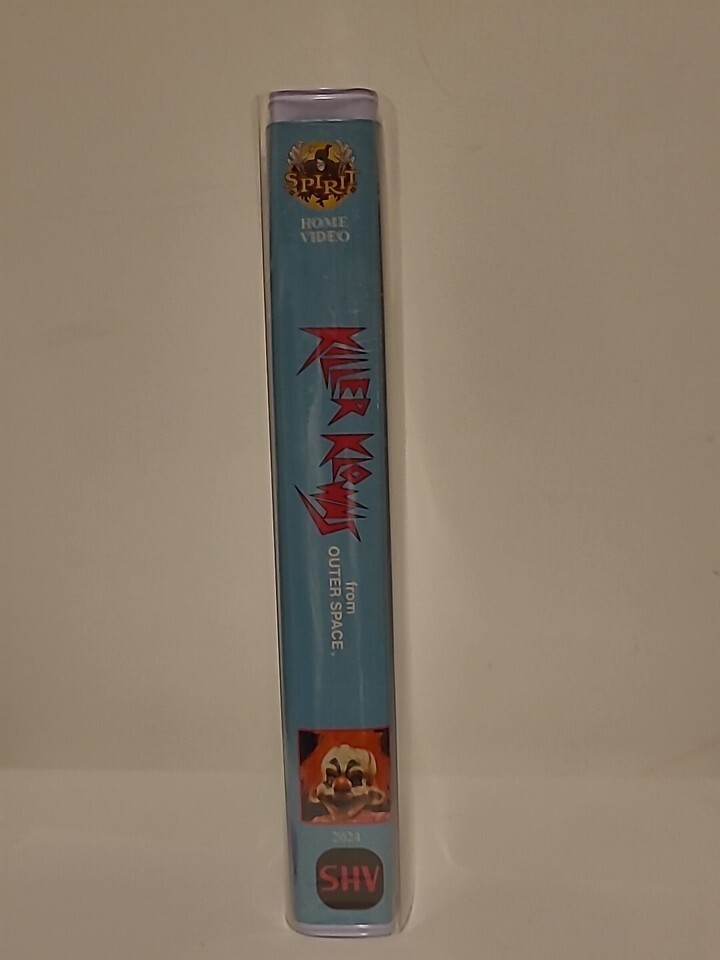 SPIRIT
HOME
VIDEO
KILLER KLOWNS
from
OUTER SPACE.
2024
SHV